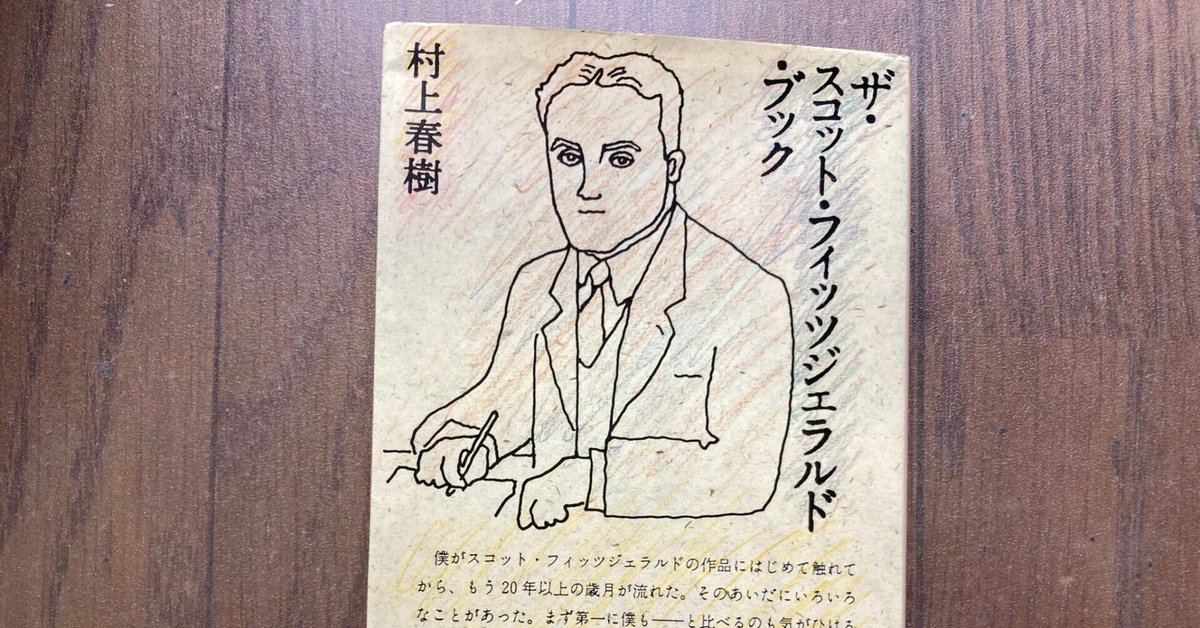 村上春樹
ザ・
スコット・フィッツジェラルド
・ブック
僕がスコット・フィッツジェラルドの作品にはじめて触れて
から、もう20年以上の歳月が流れた。そのあいだにいろいろ
なことがあった。まず第一に僕も——と比べるのも気がひける